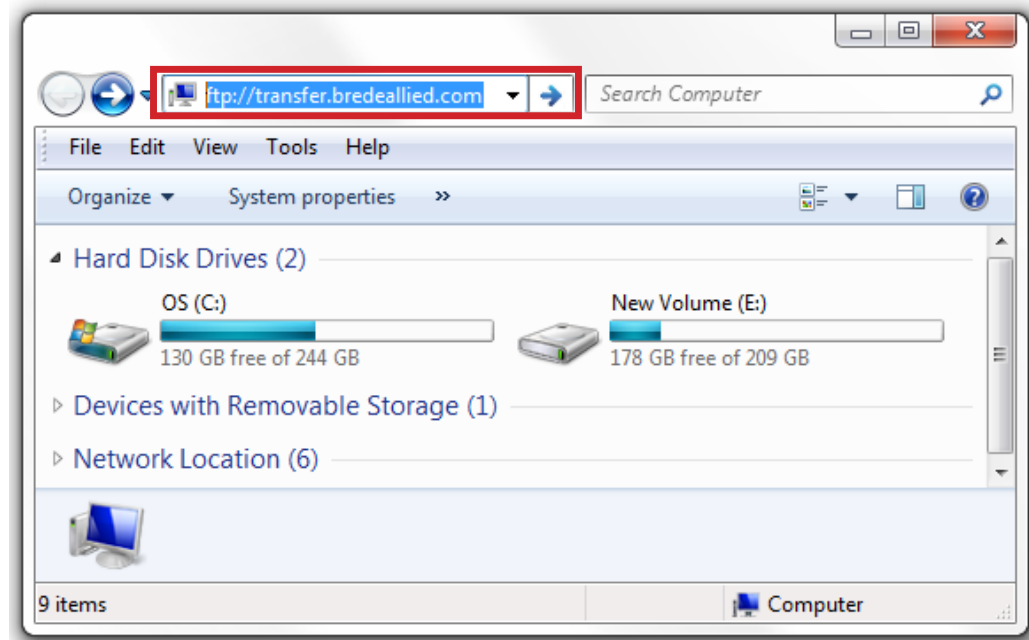 ftp://transfer.bredeallied.com Search Computer
File Edit View Tools Help
Organize System properties »
Hard Disk Drives (2)
OS (C:) New Volume (E:)
130 GB free of 244 GB 178 GB free of 209 GB
Devices with Removable Storage (1)
Network Location (6)
9 items Computer